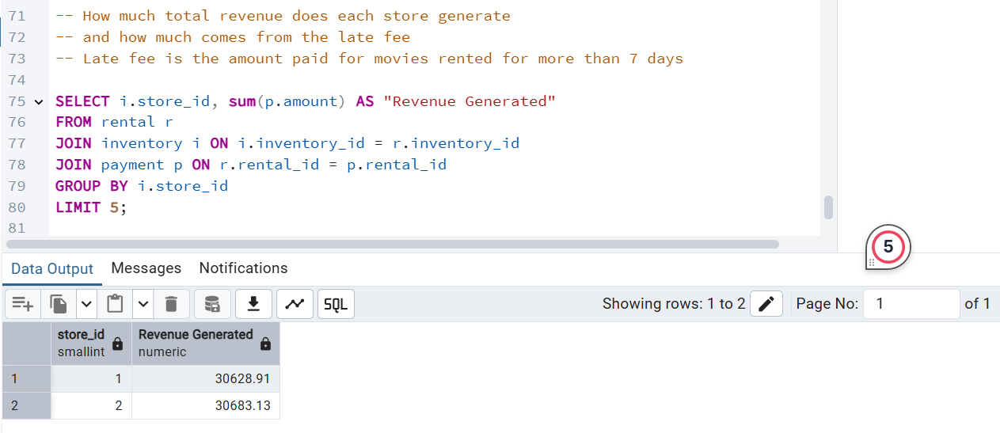 71 -- How much total revenue does each store generate
72 -- and how much comes from the late fee
73 -- Late fee is the amount paid for movies rented for more than 7 days
74
75 SELECT i.store_id, sum(p.amount) AS "Revenue Generated"
76 FROM rental r
77 JOIN inventory i ON i.inventory_id = r.inventory_id
78 JOIN payment p ON r.rental_id = p.rental_id
79 GROUP BY i.store_id
80 LIMIT 5;
81
5
Data Output Messages Notifications
SQL Showing rows: 1 to 2 Page No: 1 of 1
store_id Revenue Generated
smallint numeric
1 1 30628.91
2 2 30683.13